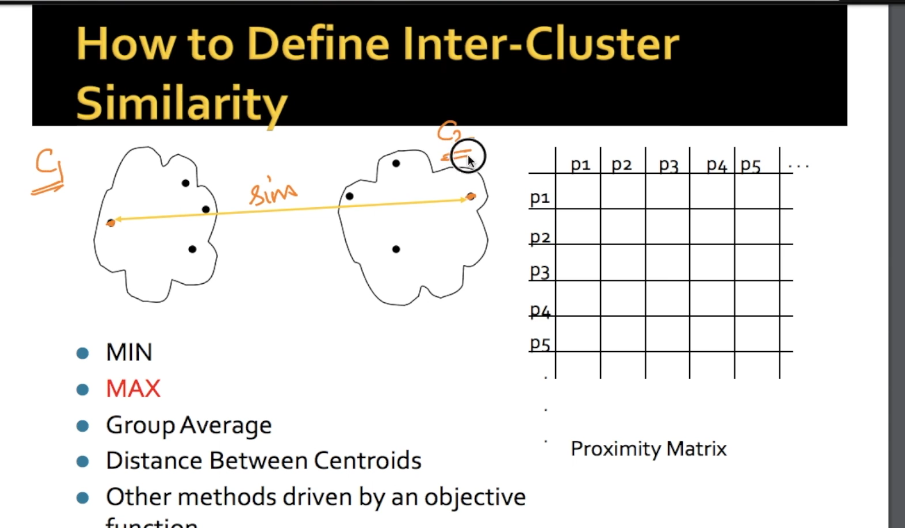 How to Define Inter-Cluster
Similarity
C1
C2
sim
p1 p2 p3 p4 p5 ...
p1
p2
p3
p4
p5
.
.
.
Proximity Matrix
• MIN
• MAX
• Group Average
• Distance Between Centroids
• Other methods driven by an objective
function